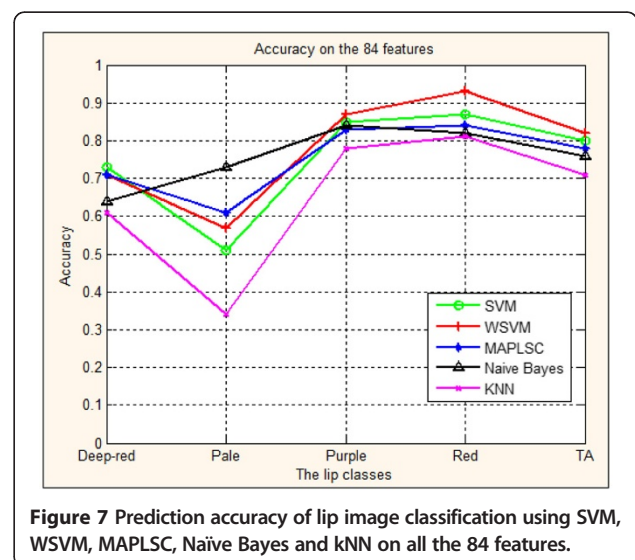 Accuracy on the 84 features
1
0.9
0.8
0.7
0.6
0.5
0.4
0.3
0.2
0.1
0
Accuracy
Deep-red Pale Purple Red TA
The lip classes
SVM
WSVM
MAPLSC
Naive Bayes
KNN
Figure 7 Prediction accuracy of lip image classification using SVM,
WSVM, MAPLSC, Naïve Bayes and kNN on all the 84 features.